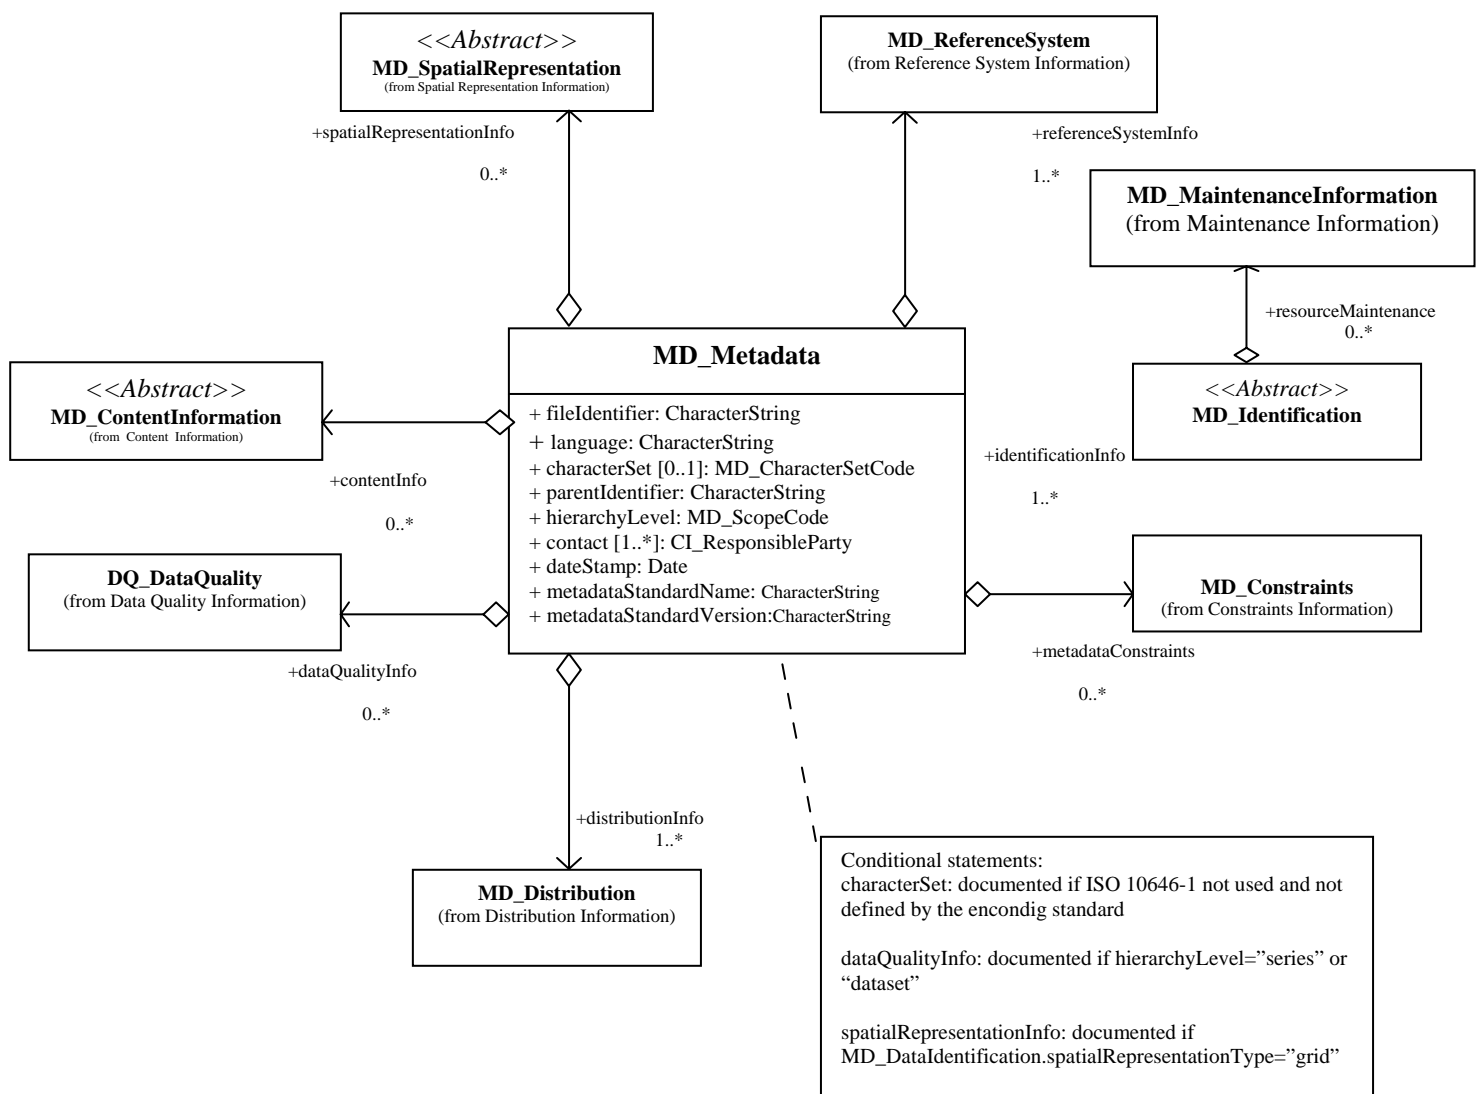 <<Abstract>>
MD_SpatialRepresentation
(from Spatial Representation Information)
MD_ReferenceSystem
(from Reference System Information)
+spatialRepresentationInfo
0..*
+referenceSystemInfo
1..*
MD_MaintenanceInformation
(from Maintenance Information)
+resourceMaintenance
0..*
<<Abstract>>
MD_Identification
+identificationInfo
1..*
MD_Metadata
+ fileIdentifier: CharacterString
+ language: CharacterString
+ characterSet [0..1]: MD_CharacterSetCode
+ parentIdentifier: CharacterString
+ hierarchyLevel: MD_ScopeCode
+ contact [1..*]: CI_ResponsibleParty
+ dateStamp: Date
+ metadataStandardName: CharacterString
+ metadataStandardVersion:CharacterString
<<Abstract>>
MD_ContentInformation
(from Content Information)
+contentInfo
0..*
DQ_DataQuality
(from Data Quality Information)
+dataQualityInfo
0..*
MD_Constraints
(from Constraints Information)
+metadataConstraints
0..*
+distributionInfo
1..*
MD_Distribution
(from Distribution Information)
Conditional statements:
characterSet: documented if ISO 10646-1 not used and not
defined by the encondig standard
dataQualityInfo: documented if hierarchyLevel=”series” or
“dataset”
spatialRepresentationInfo: documented if
MD_DataIdentification.spatialRepresentationType=”grid”